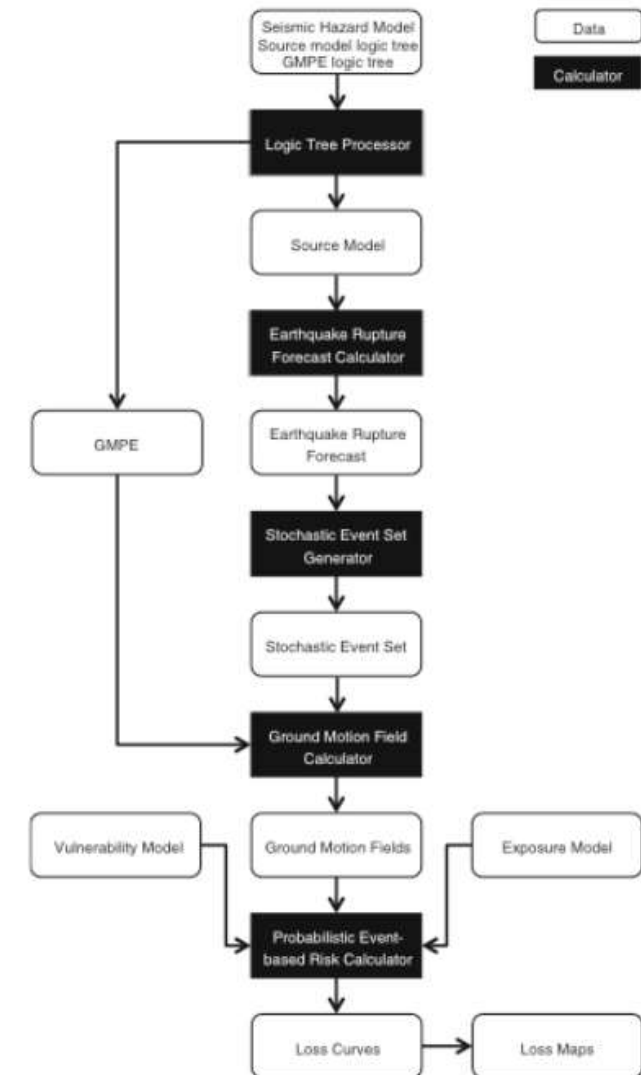 Seismic Hazard Model
Source model logic tree
GMPE logic tree
Data
Calculator
Logic Tree Processor
Source Model
Earthquake Rupture
Forecast Calculator
GMPE
Earthquake Rupture
Forecast
Stochastic Event Set
Generator
Stochastic Event Set
Ground Motion Field
Calculator
Vulnerability Model
Ground Motion Fields
Exposure Model
Probabilistic Event-
based Risk Calculator
Loss Curves
Loss Maps